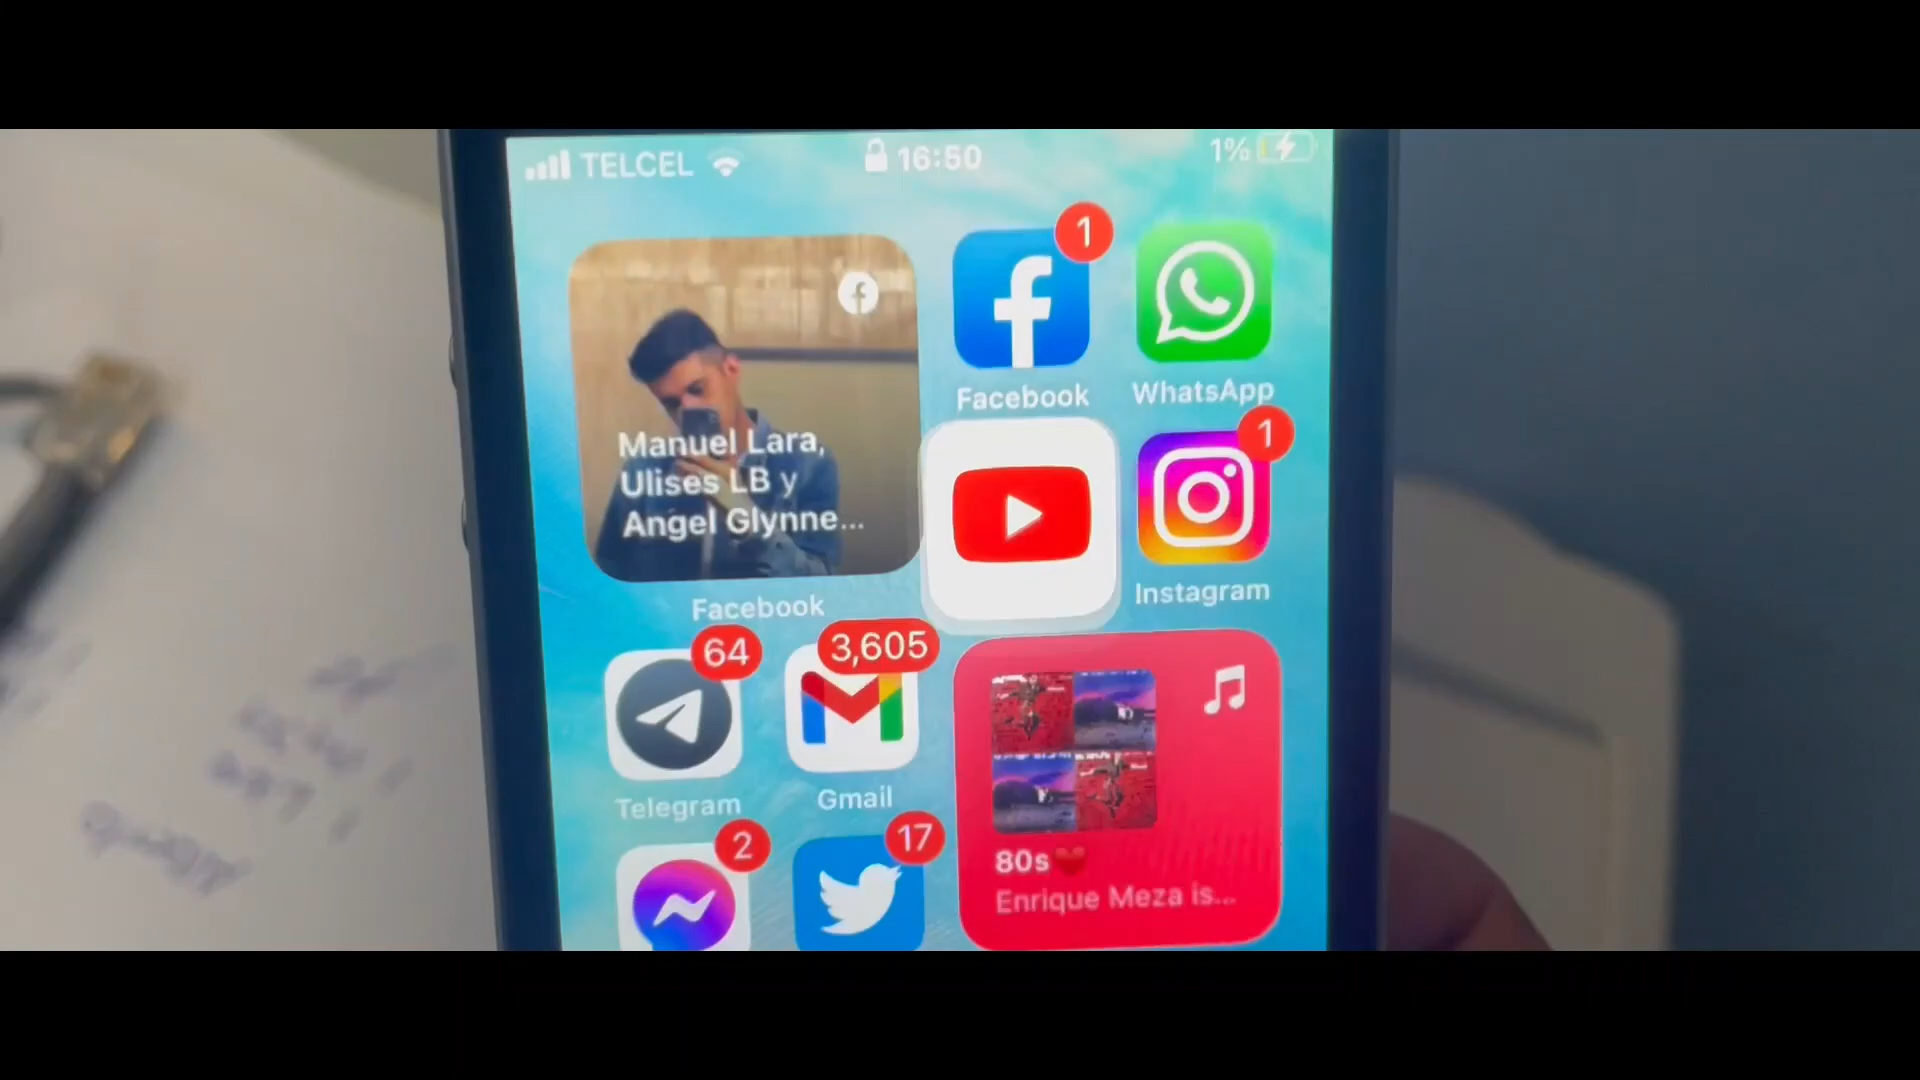 TELCEL 16:50 1%
1
Facebook
WhatsApp
Manuel Lara,
Ulises LB y
Angel Glynne...
Facebook
1
Instagram
64
Telegram
3,605
Gmail
2
17
80s❤️
Enrique Meza is...